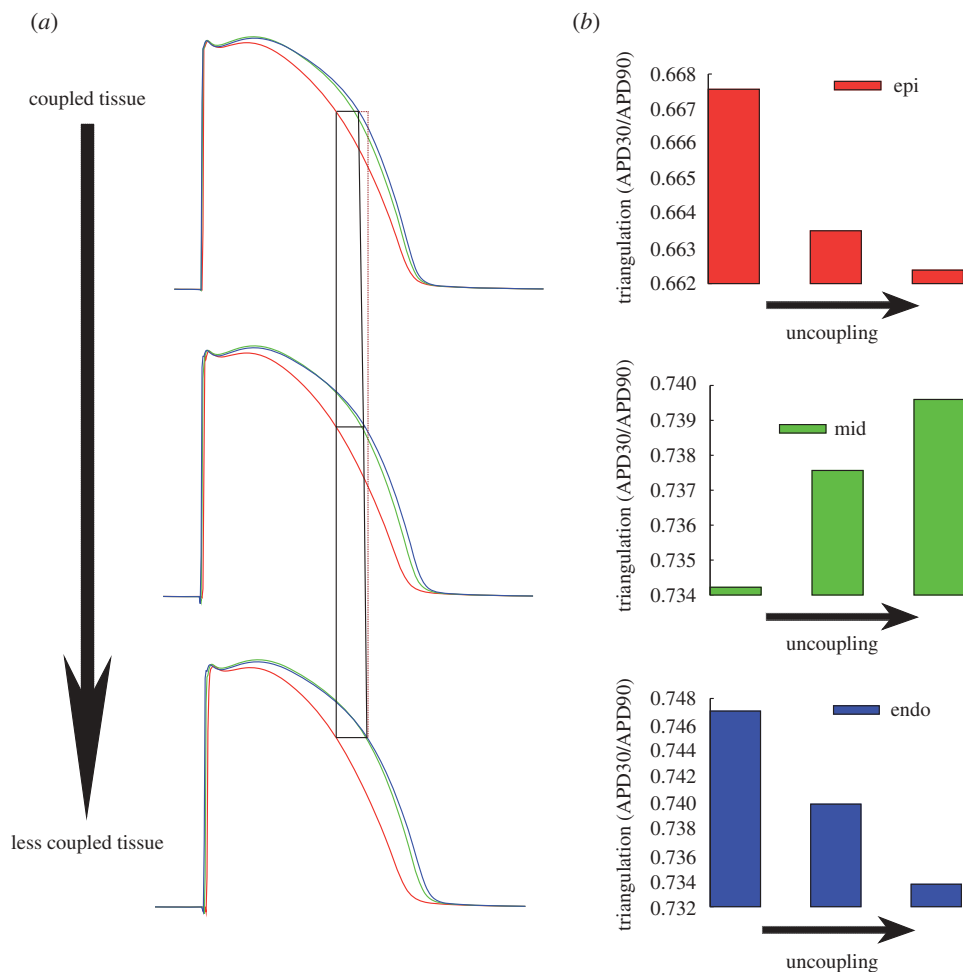 (a)
coupled tissue
less coupled tissue
(b)
triangulation (APD30/APD90)
0.668
0.667
0.666
0.665
0.664
0.663
0.662
epi
uncoupling
triangulation (APD30/APD90)
0.740
0.739
0.738
0.737
0.736
0.735
0.734
mid
uncoupling
triangulation (APD30/APD90)
0.748
0.746
0.744
0.742
0.740
0.738
0.736
0.734
0.732
endo
uncoupling